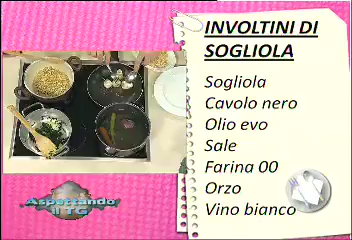 INVOLTINI DI
SOGLIOLA
Sogliola
Cavolo nero
Olio evo
Sale
Farina 00
Orzo
Vino bianco
Aspettando
il TG